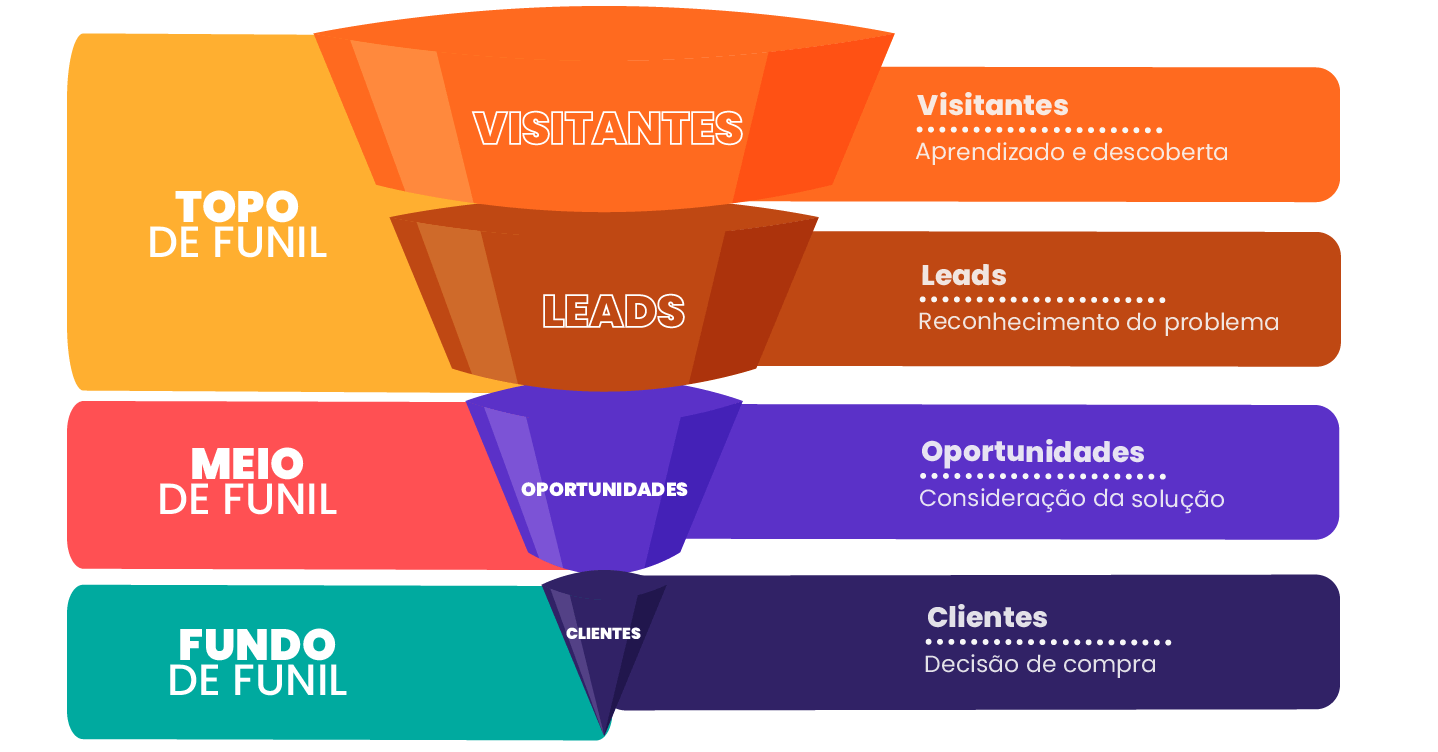 TOPO
DE FUNIL
VISITANTES
Visitantes
Aprendizado e descoberta
LEADS
Leads
Reconhecimento do problema
MEIO
DE FUNIL
OPORTUNIDADES
Oportunidades
Consideração da solução
FUNDO
DE FUNIL
CLIENTES
Clientes
Decisão de compra